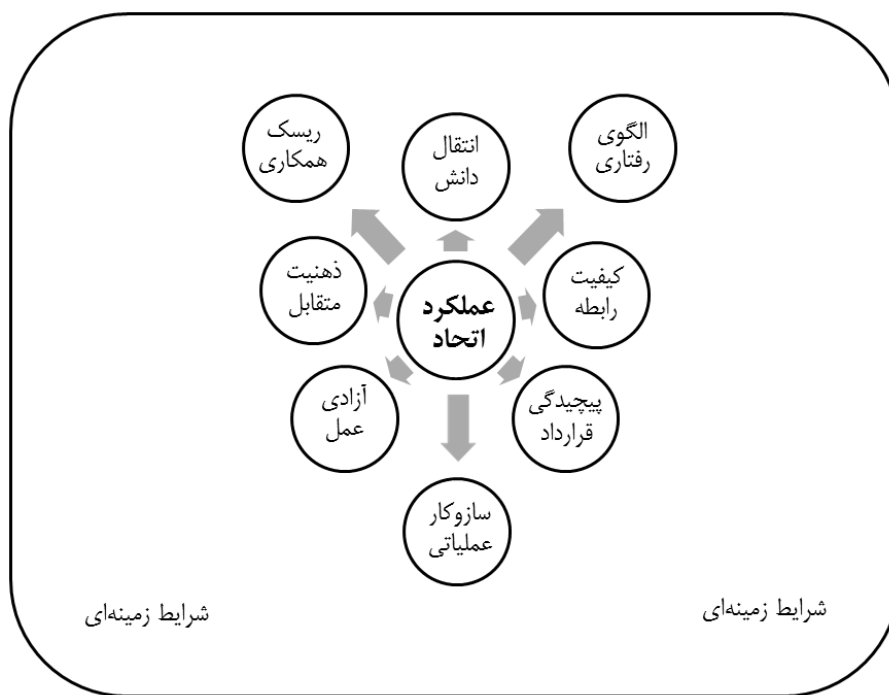 الگوی
رفتاری
انتقال
دانش
ریسک
همکاری
کیفیت
رابطه
ذهنیت
متقابل
عملکرد
اتحاد
پیچیدگی
قرارداد
آزادی
عمل
سازوکار
عملیاتی
شرایط زمینه‌ای
شرایط زمینه‌ای